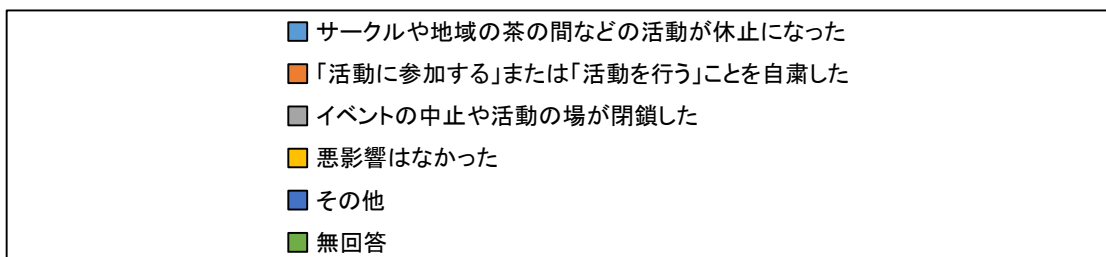 サークルや地域の茶の間などの活動が休止になった
「活動に参加する」または「活動を行う」ことを自粛した
イベントの中止や活動の場が閉鎖した
悪影響はなかった
その他
無回答